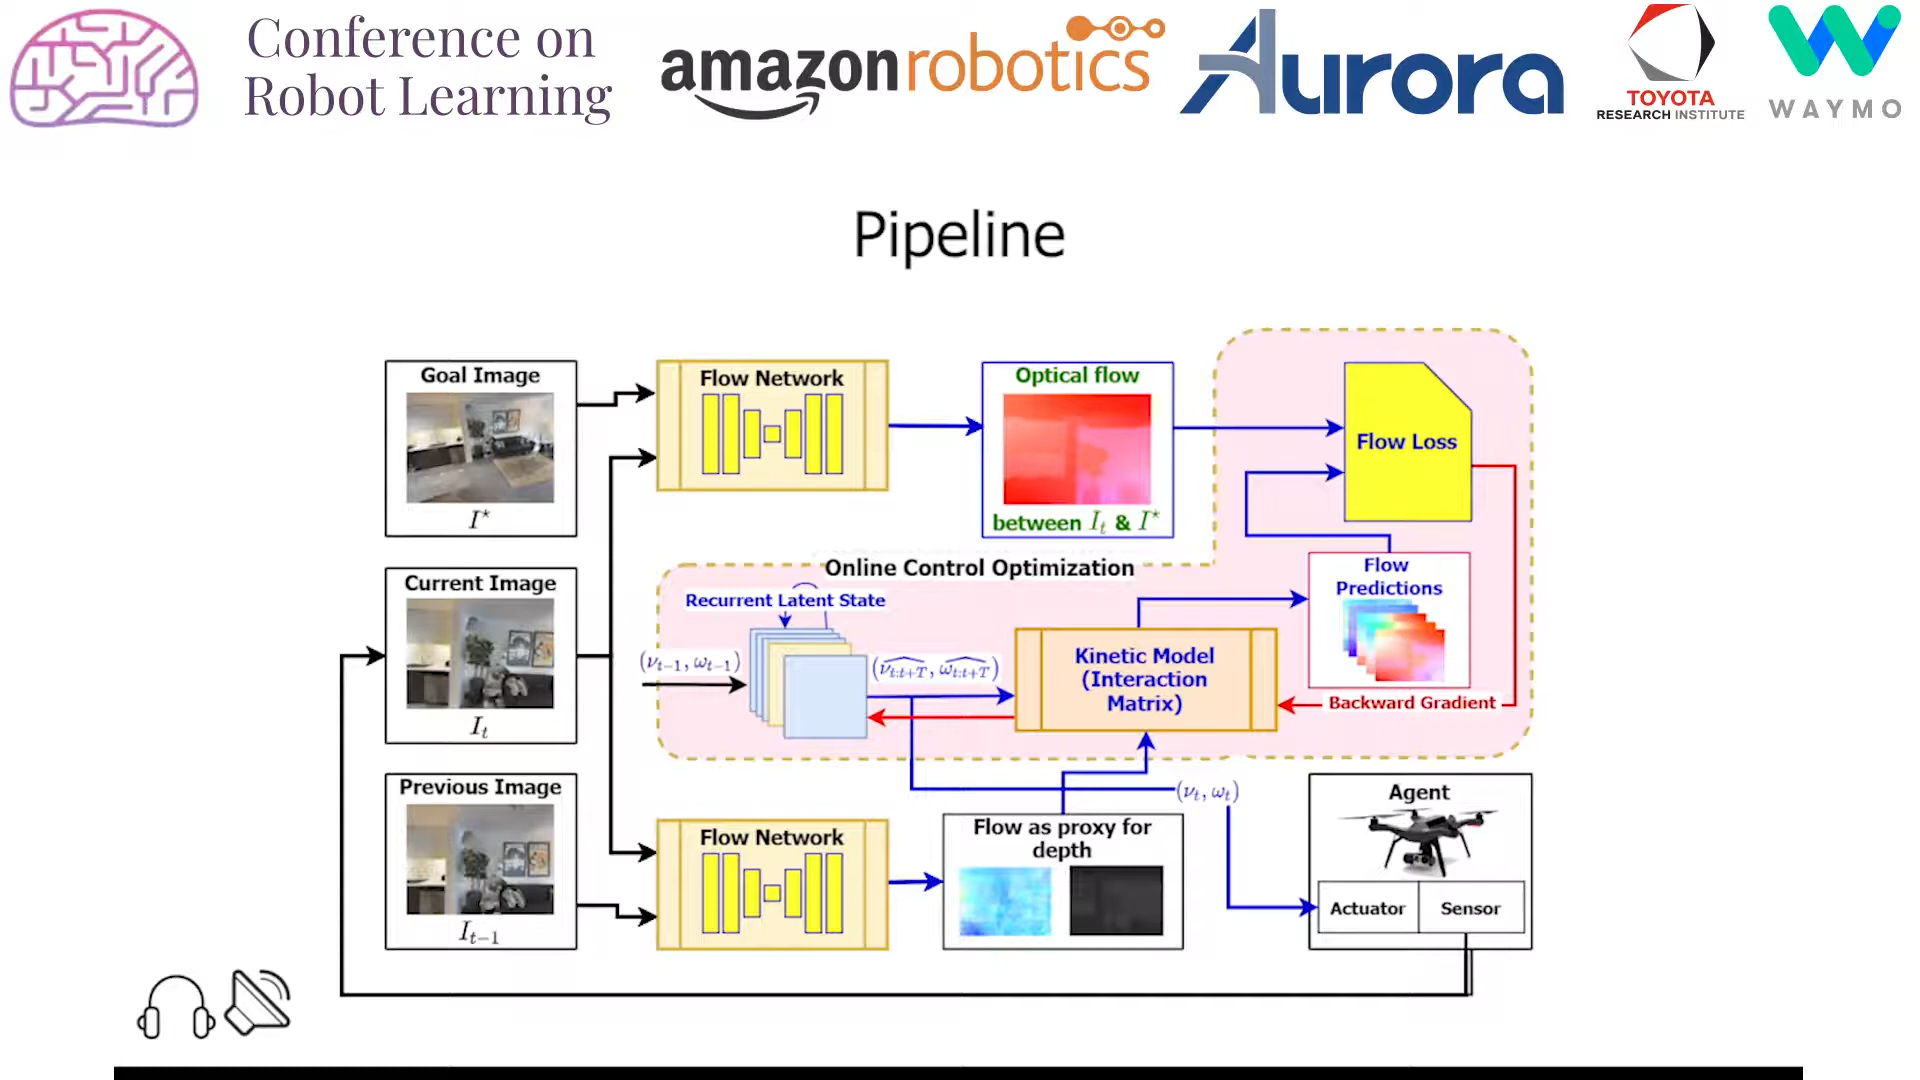 Conference on
Robot Learning
amazon robotics
Aurora
TOYOTA
RESEARCH INSTITUTE
WAYMO
Pipeline
Goal Image
I*
Flow Network
Optical flow
between I_t & I*
Flow Loss
Online Control Optimization
Current Image
I_t
Recurrent Latent State
(ν_{t-1}, ω_{t-1})
(ν_{t:t+T}, ω_{t:t+T})
Kinetic Model
(Interaction
Matrix)
Flow
Predictions
Backward Gradient
Previous Image
I_{t-1}
Flow Network
Flow as proxy for
depth
(ν_t, ω_t)
Agent
Actuator
Sensor